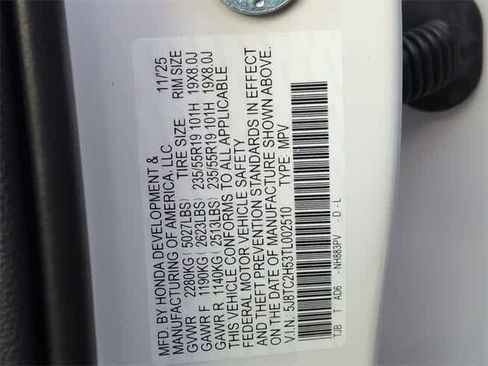 MFD. BY HONDA DEVELOPMENT & 11/'25
MANUFACTURING OF AMERICA, LLC
TIRE SIZE RIM SIZE
GVWR 2280KG( 5027LBS)
GAWR F 1190KG( 2623LBS) 235/55R19 101H 19X8.0J
GAWR R 1140KG( 2513LBS) 235/55R19 101H 19X8.0J
THIS VEHICLE CONFORMS TO ALL APPLICABLE
FEDERAL MOTOR VEHICLE SAFETY
AND THEFT PREVENTION STANDARDS IN EFFECT
ON THE DATE OF MANUFACTURE SHOWN ABOVE.
V.I.N.: 5J8TC2H53TL002510 TYPE: MPV
TJB T AD6 -NH883PV -D-L